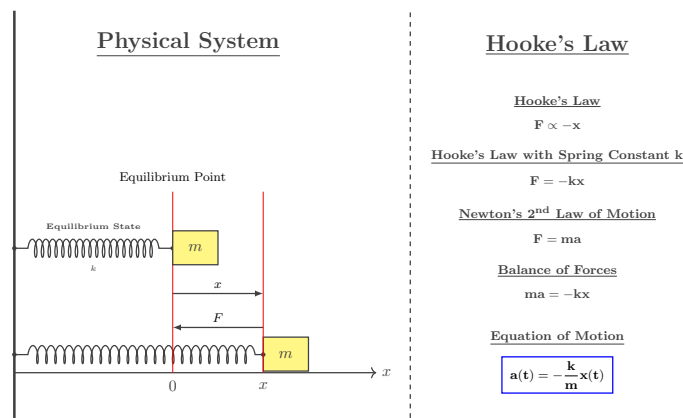 Physical System
Equilibrium Point
Equilibrium State
k
m
x
F
m
0
x
x
Hooke's Law
Hooke's Law
F ∝ −x
Hooke's Law with Spring Constant k
F = −kx
Newton's 2nd Law of Motion
F = ma
Balance of Forces
ma = −kx
Equation of Motion
a(t) = −k/m x(t)